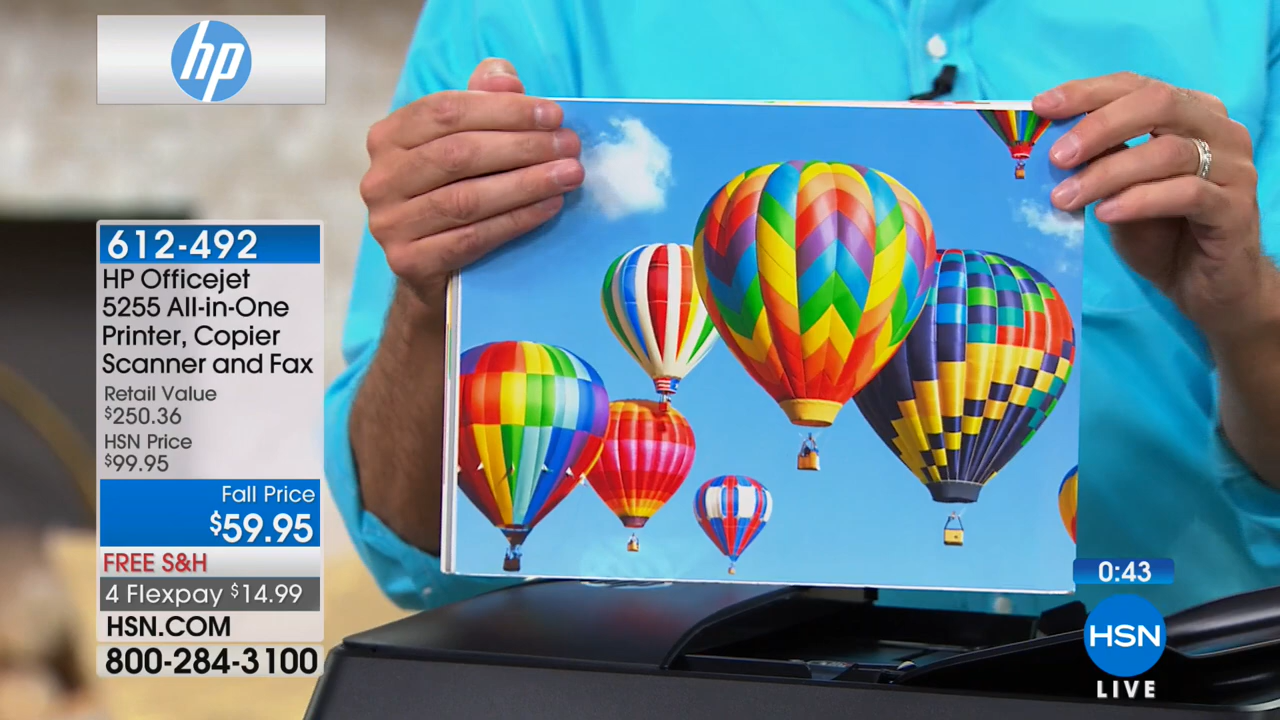 hp
612-492
HP Officejet
5255 All-in-One
Printer, Copier
Scanner and Fax
Retail Value
$250.36
HSN Price
$99.95
Fall Price
$59.95
FREE S&H
4 Flexpay $14.99
HSN.COM
800-284-3100
0:43
HSN
LIVE